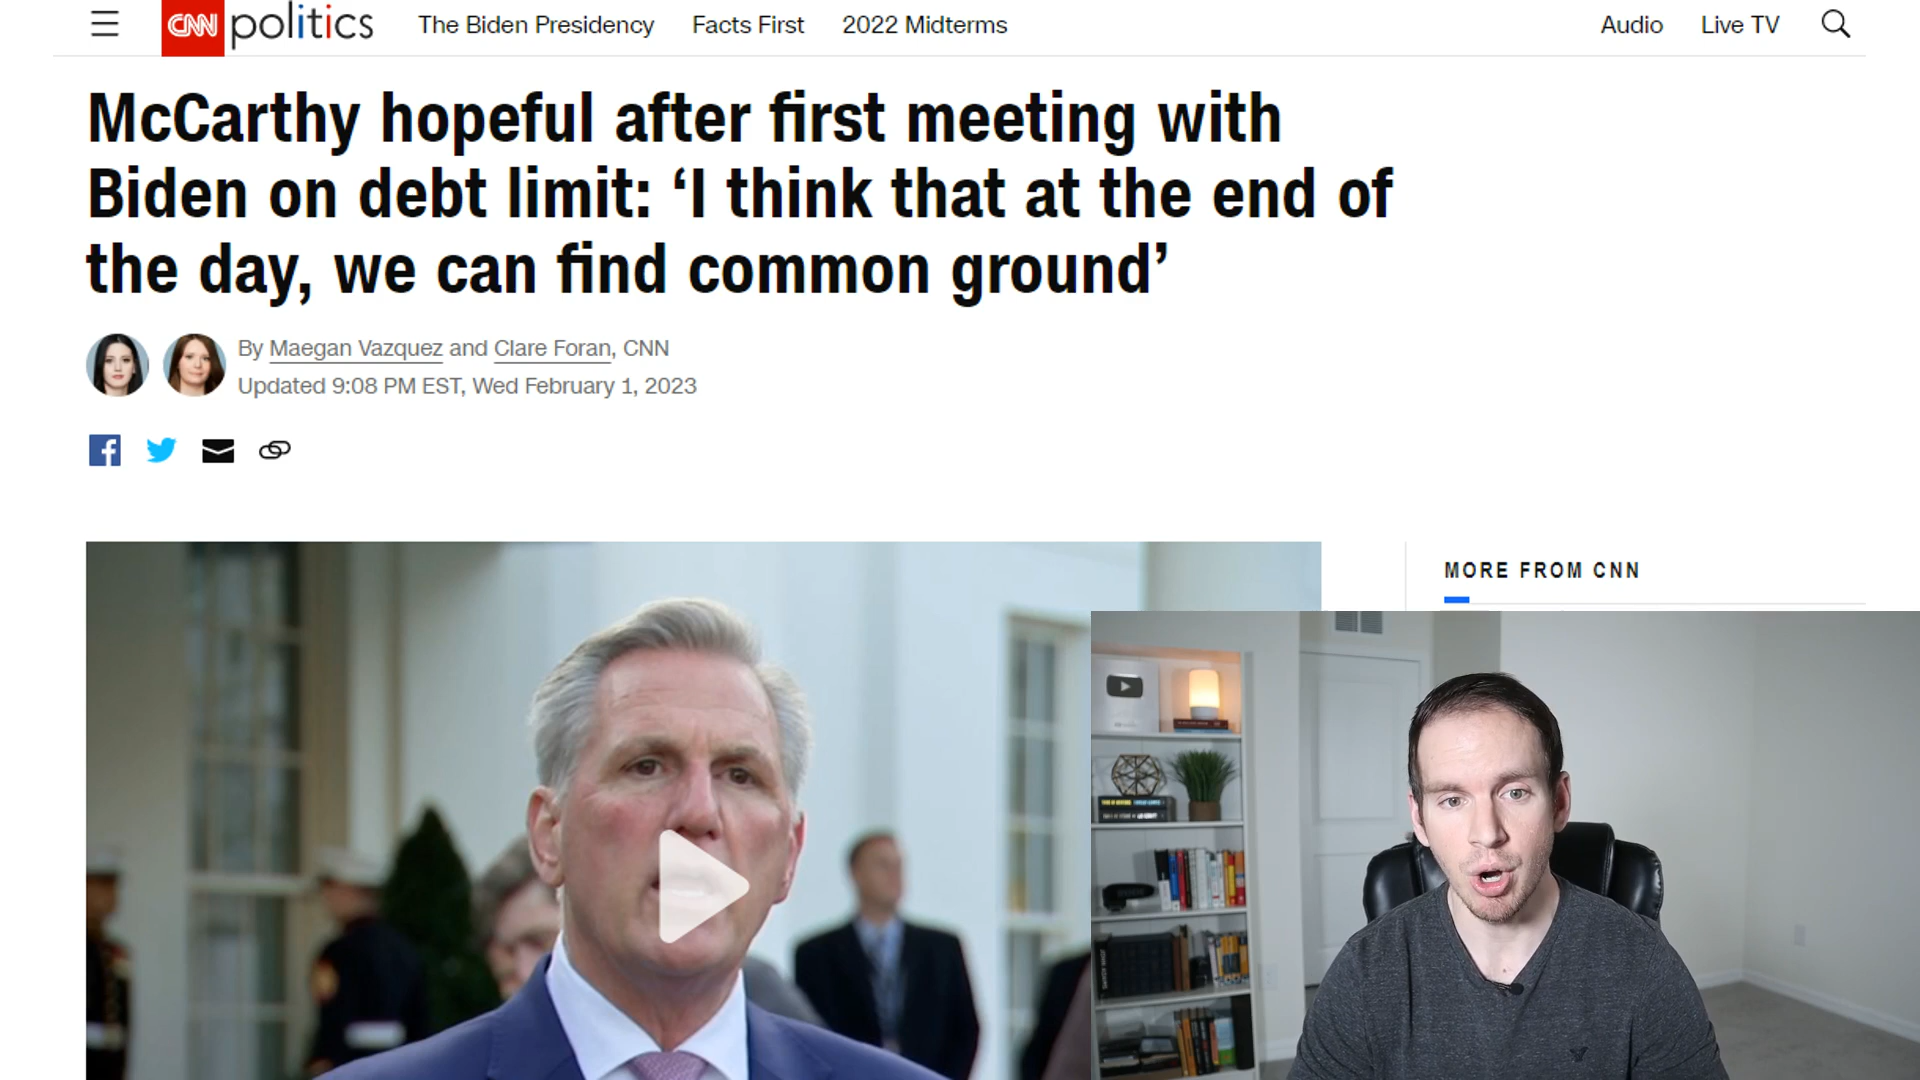 CNN politics The Biden Presidency Facts First 2022 Midterms Audio Live TV
McCarthy hopeful after first meeting with
Biden on debt limit: ‘I think that at the end of
the day, we can find common ground’
By Maegan Vazquez and Clare Foran, CNN
Updated 9:08 PM EST, Wed February 1, 2023
MORE FROM CNN